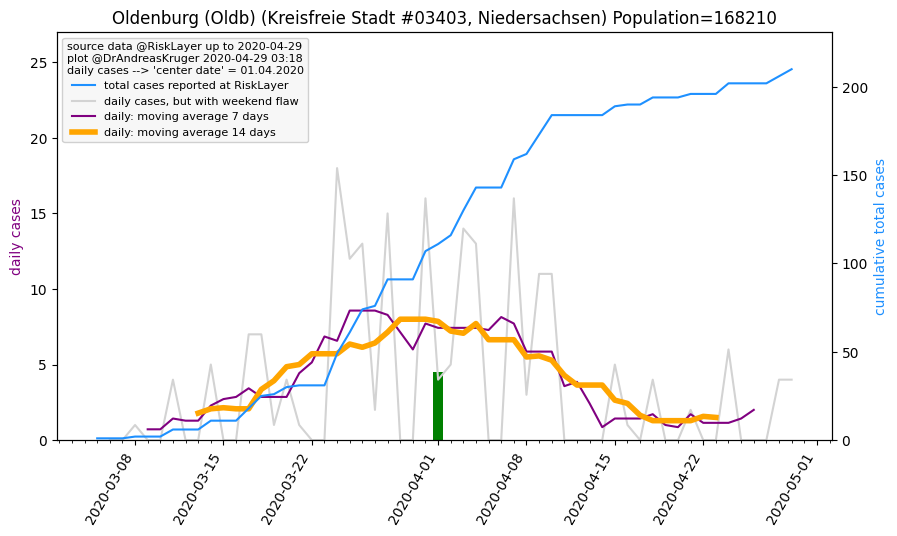 Oldenburg (Oldb) (Kreisfreie Stadt #03403, Niedersachsen) Population=168210
source data @RiskLayer up to 2020-04-29
plot @DrAndreasKruger 2020-04-29 03:18
daily cases --> 'center date' = 01.04.2020
total cases reported at RiskLayer
daily cases, but with weekend flaw
daily: moving average 7 days
daily: moving average 14 days
daily cases
25
20
15
10
5
0
cumulative total cases
200
150
100
50
0
2020-03-08
2020-03-15
2020-03-22
2020-04-01
2020-04-08
2020-04-15
2020-04-22
2020-05-01